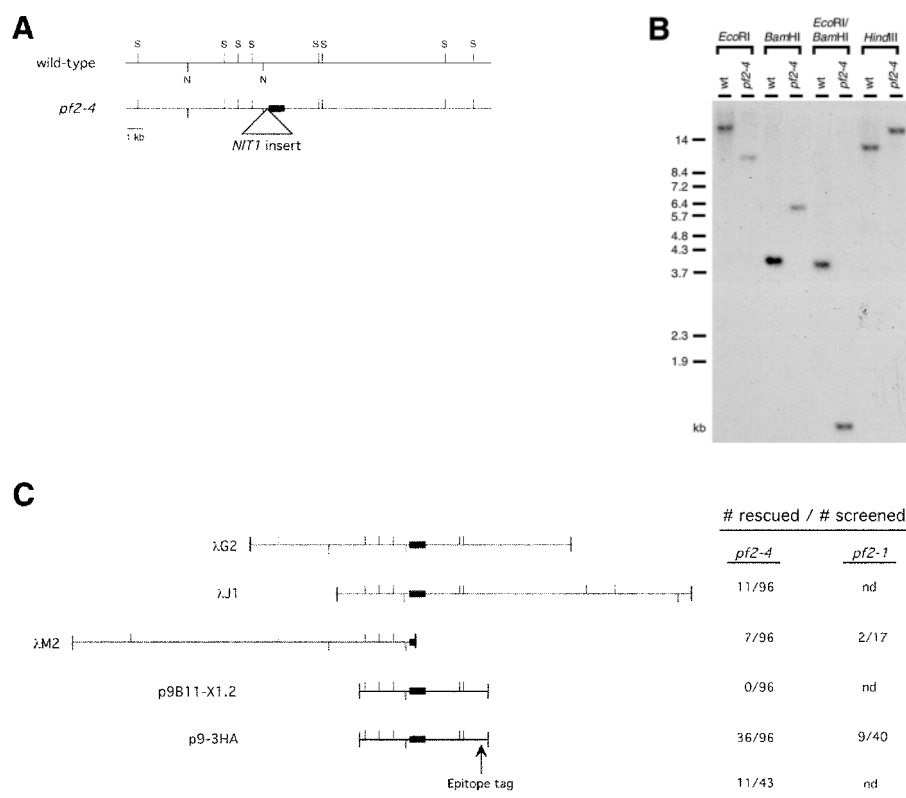 A
S S S S S S S S
wild-type
N N
pf2-4
1 kb
NIT1 insert
B
EcoRI BamHI EcoRI/BamHI HindIII
wt pf2-4 wt pf2-4 wt pf2-4 wt pf2-4
14
8.4
7.2
6.4
5.7
4.8
4.3
3.7
2.3
1.9
kb
C
# rescued / # screened
pf2-4 pf2-1
λG2
11/96 nd
λJ1
7/96 2/17
λM2
0/96 nd
p9B11-X1.2
36/96 9/40
p9-3HA
Epitope tag
11/43 nd